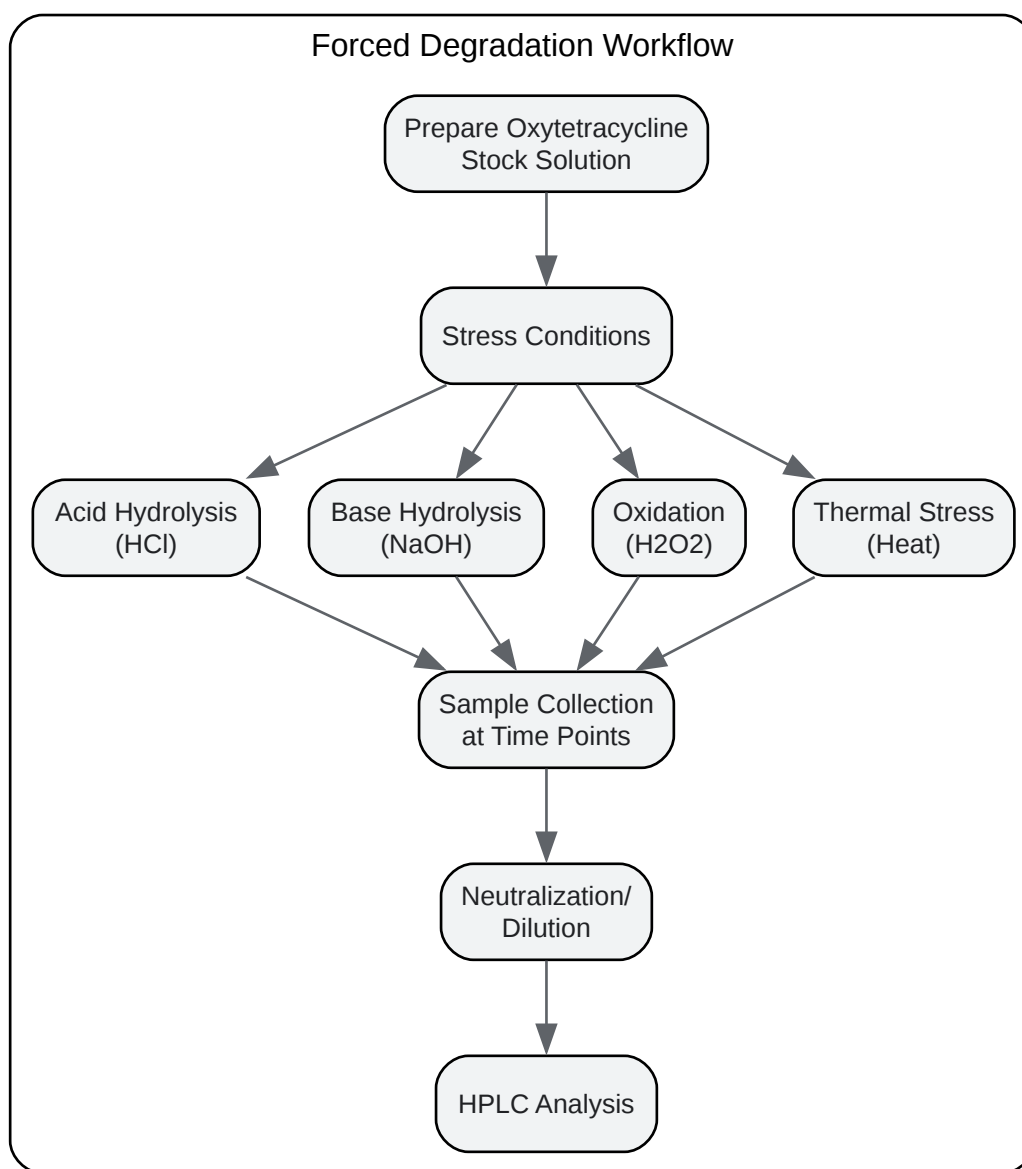 Forced Degradation Workflow
Prepare Oxytetracycline
Stock Solution
Stress Conditions
Acid Hydrolysis
(HCl)
Base Hydrolysis
(NaOH)
Oxidation
(H2O2)
Thermal Stress
(Heat)
Sample Collection
at Time Points
Neutralization/
Dilution
HPLC Analysis